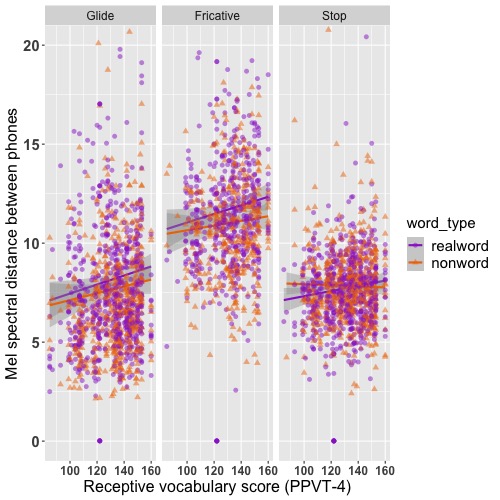 Glide Fricative Stop
20
15
10
5
0
Mel spectral distance between phones
100 120 140 160 100 120 140 160 100 120 140 160
Receptive vocabulary score (PPVT-4)
word_type
realword
nonword